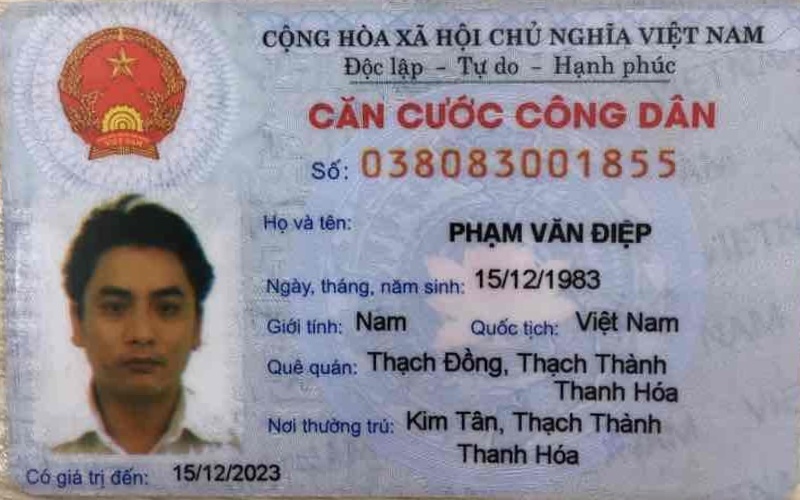 CỘNG HÒA XÃ HỘI CHỦ NGHĨA VIỆT NAM
Độc lập – Tự do – Hạnh phúc
CĂN CƯỚC CÔNG DÂN
Số: 038083001855
Họ và tên: PHẠM VĂN ĐIỆP
Ngày, tháng, năm sinh: 15/12/1983
Giới tính: Nam Quốc tịch: Việt Nam
Quê quán: Thạch Đồng, Thạch Thành
Thanh Hóa
Nơi thường trú: Kim Tân, Thạch Thành
Thanh Hóa
Có giá trị đến: 15/12/2023